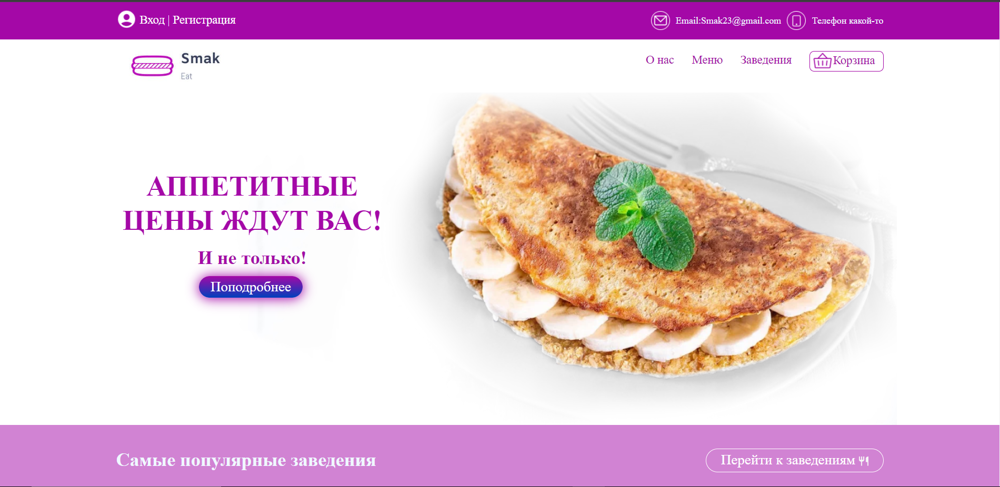 Вход | Регистрация
Email:Smak23@gmail.com
Телефон какой-то
Smak
Eat
О нас
Меню
Заведения
Корзина
АППЕТИТНЫЕ
ЦЕНЫ ЖДУТ ВАС!
И не только!
Поподробнее
Самые популярные заведения
Перейти к заведениям